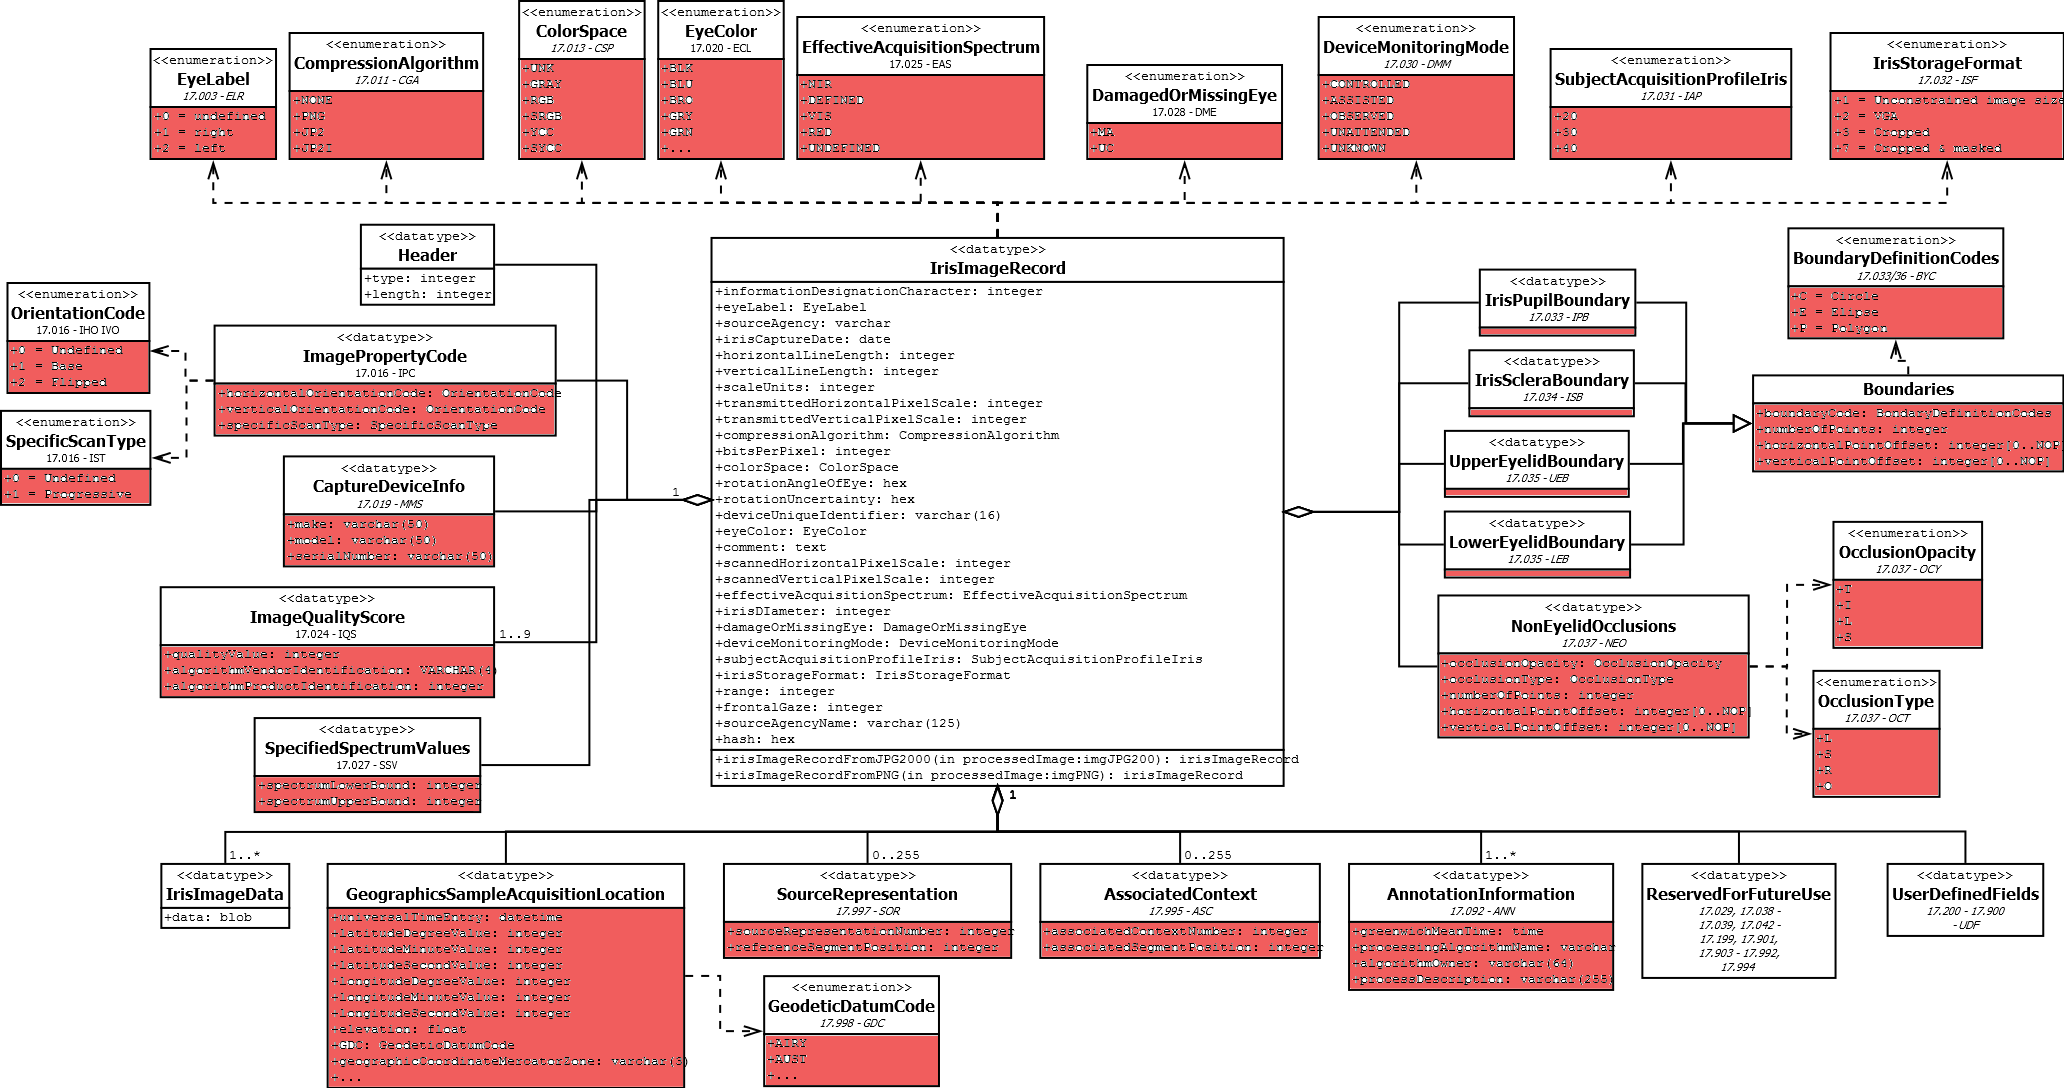 <<enumeration>>
EyeLabel
17.003 - ELR
+0 = undefined
+1 = right
+2 = left
<<enumeration>>
CompressionAlgorithm
17.011 - CGA
+NONE
+PNG
+JP2
+JP2I
<<enumeration>>
ColorSpace
17.013 - CSP
+UNK
+GRAY
+RGB
+SRGB
+YCC
+SYCC
<<enumeration>>
EyeColor
17.020 - ECL
+BLK
+BLU
+BRO
+GRY
+GRN
+...
<<enumeration>>
EffectiveAcquisitionSpectrum
17.025 - EAS
+NIR
+DEFINED
+VIS
+RED
+UNDEFINED
<<enumeration>>
DamagedOrMissingEye
17.028 - DME
+MA
+UC
<<enumeration>>
DeviceMonitoringMode
17.030 - DMM
+CONTROLLED
+ASSISTED
+OBSERVED
+UNATTENDED
+UNKNOWN
<<enumeration>>
SubjectAcquisitionProfileIris
17.031 - IAP
+20
+30
+40
<<enumeration>>
IrisStorageFormat
17.032 - ISF
+1 = Unconstrained image size
+2 = VGA
+3 = Cropped
+7 = Cropped & masked
<<datatype>>
Header
+type: integer
+length: integer
<<enumeration>>
OrientationCode
17.016 - IHO IVO
+0 = Undefined
+1 = Base
+2 = Flipped
<<datatype>>
ImagePropertyCode
17.016 - IPC
+horizontalOrientationCode: OrientationCode
+verticalOrientationCode: OrientationCode
+specificScanType: SpecificScanType
<<enumeration>>
SpecificScanType
17.016 - IST
+0 = Undefined
+1 = Progressive
<<datatype>>
CaptureDeviceInfo
17.019 - MMS
+make: varchar(50)
+model: varchar(50)
+serialNumber: varchar(50)
<<datatype>>
ImageQualityScore
17.024 - IQS
+qualityValue: integer
+algorithmVendorIdentification: VARCHAR(4)
+algorithmProductIdentification: integer
1..9
<<datatype>>
SpecifiedSpectrumValues
17.027 - SSV
+spectrumLowerBound: integer
+spectrumUpperBound: integer
1
<<datatype>>
IrisImageRecord
+informationDesignationCharacter: integer
+eyeLabel: EyeLabel
+sourceAgency: varchar
+irisCaptureDate: date
+horizontalLineLength: integer
+verticalLineLength: integer
+scaleUnits: integer
+transmittedHorizontalPixelScale: integer
+transmittedVerticalPixelScale: integer
+compressionAlgorithm: CompressionAlgorithm
+bitsPerPixel: integer
+colorSpace: ColorSpace
+rotationAngleOfEye: hex
+rotationUncertainty: hex
+deviceUniqueIdentifier: varchar(16)
+eyeColor: EyeColor
+comment: text
+scannedHorizontalPixelScale: integer
+scannedVerticalPixelScale: integer
+effectiveAcquisitionSpectrum: EffectiveAcquisitionSpectrum
+irisDIameter: integer
+damageOrMissingEye: DamageOrMissingEye
+deviceMonitoringMode: DeviceMonitoringMode
+subjectAcquisitionProfileIris: SubjectAcquisitionProfileIris
+irisStorageFormat: IrisStorageFormat
+range: integer
+frontalGaze: integer
+sourceAgencyName: varchar(125)
+hash: hex
+irisImageRecordFromJPG2000(in processedImage:imgJPG200): irisImageRecord
+irisImageRecordFromPNG(in processedImage:imgPNG): irisImageRecord
1
<<datatype>>
IrisPupilBoundary
17.033 - IPB
<<datatype>>
IrisScleraBoundary
17.034 - ISB
<<datatype>>
UpperEyelidBoundary
17.035 - UEB
<<datatype>>
LowerEyelidBoundary
17.035 - LEB
<<datatype>>
NonEyelidOcclusions
17.037 - NEO
+occlusionOpacity: OcclusionOpacity
+occlusionType: OcclusionType
+numberOfPoints: integer
+horizontalPointOffset: integer[0..NOP]
+verticalPointOffset: integer[0..NOP]
<<enumeration>>
BoundaryDefinitionCodes
17.033/36 - BYC
+C = Circle
+E = Elipse
+P = Polygon
Boundaries
+boundaryCode: BondaryDefinitionCodes
+numberOfPoints: integer
+horizontalPointOffset: integer[0..NOP]
+verticalPointOffset: integer[0..NOP]
<<enumeration>>
OcclusionOpacity
17.037 - OCY
+T
+I
+L
+S
<<enumeration>>
OcclusionType
17.037 - OCT
+L
+S
+R
+O
1..*
<<datatype>>
IrisImageData
+data: blob
<<datatype>>
GeographicsSampleAcquisitionLocation
+universalTimeEntry: datetime
+latitudeDegreeValue: integer
+latitudeMinuteValue: integer
+latitudeSecondValue: integer
+longitudeDegreeValue: integer
+longitudeMinuteValue: integer
+longitudeSecondValue: integer
+elevation: float
+GDC: GeodeticDatumCode
+geographicCoordinateMercatorZone: varchar(3)
+...
0..255
<<datatype>>
SourceRepresentation
17.997 - SOR
+sourceRepresentationNumber: integer
+referenceSegmentPosition: integer
<<enumeration>>
GeodeticDatumCode
17.998 - GDC
+AIRY
+AUST
+...
0..255
<<datatype>>
AssociatedContext
17.995 - ASC
+associatedContextNumber: integer
+associatedSegmentPosition: integer
1..*
<<datatype>>
AnnotationInformation
17.092 - ANN
+greenwichMeanTime: time
+processingAlgorithmName: varchar
+algorithmOwner: varchar(64)
+processDescription: varchar(255)
<<datatype>>
ReservedForFutureUse
17.029, 17.038 -
17.039, 17.042 -
17.199, 17.901,
17.903 - 17.992,
17.994
<<datatype>>
UserDefinedFields
17.200 - 17.900
- UDF